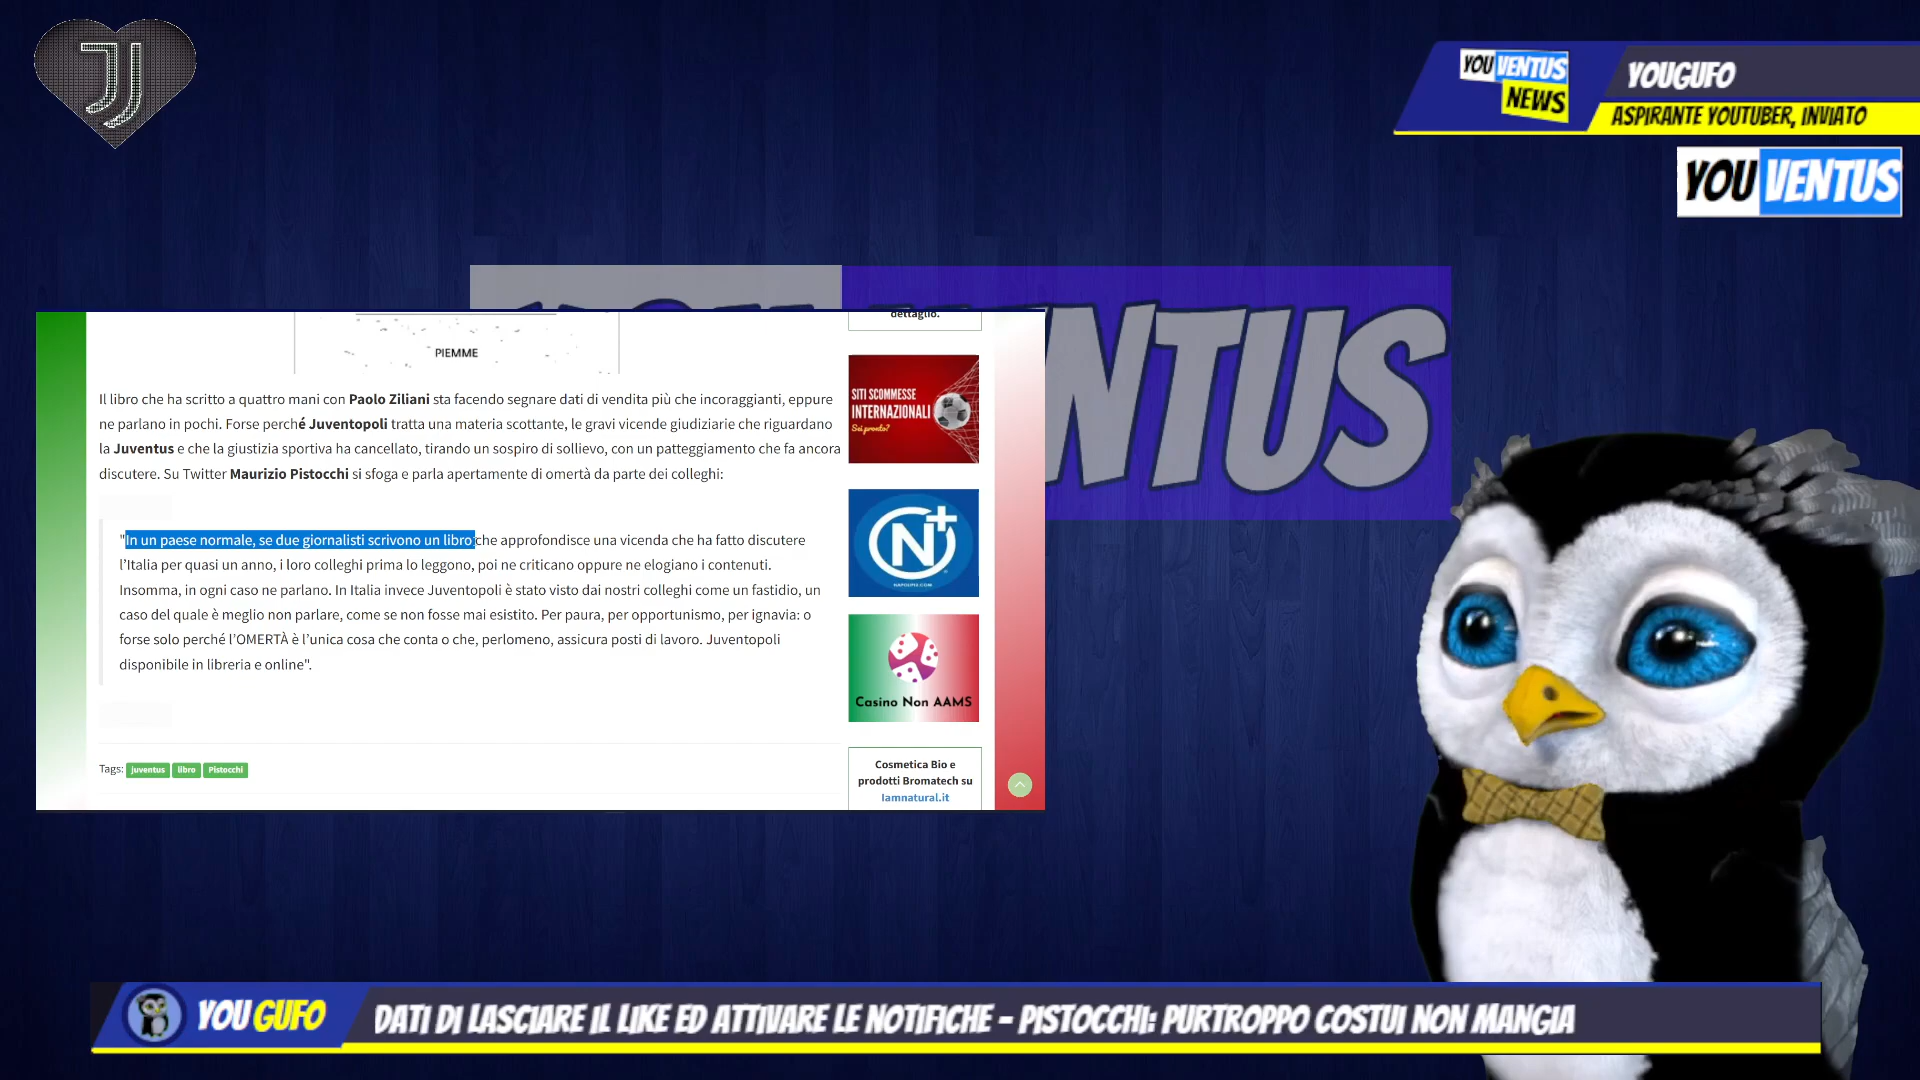 YOU VENTUS
NEWS
YOUGUFO
ASPIRANTE YOUTUBER, INVIATO
YOU VENTUS
NTUS
PIEMME
Il libro che ha scritto a quattro mani con Paolo Ziliani sta facendo segnare dati di vendita più che incoraggianti, eppure
ne parlano in pochi. Forse perché Juventopoli tratta una materia scottante, le gravi vicende giudiziarie che riguardano
la Juventus e che la giustizia sportiva ha cancellato, tirando un sospiro di sollievo, con un patteggiamento che fa ancora
discutere. Su Twitter Maurizio Pistocchi si sfoga e parla apertamente di omertà da parte dei colleghi:
"In un paese normale, se due giornalisti scrivono un libro che approfondisce una vicenda che ha fatto discutere
l'Italia per quasi un anno, i loro colleghi prima lo leggono, poi ne criticano oppure ne elogiano i contenuti.
Insomma, in ogni caso ne parlano. In Italia invece Juventopoli è stato visto dai nostri colleghi come un fastidio, un
caso del quale è meglio non parlare, come se non fosse mai esistito. Per paura, per opportunismo, per ignavia: o
forse solo perché l'OMERTÀ è l'unica cosa che conta o che, perlomeno, assicura posti di lavoro. Juventopoli
disponibile in libreria e online".
Tags: juventus libro Pistocchi
dettaglio.
SITI SCOMMESSE
INTERNAZIONALI
Sei pronto?
N+
NAPOLIPIU.COM
Casino Non AAMS
Cosmetica Bio e
prodotti Bromatech su
Iamnatural.it
YOU GUFO
DATI DI LASCIARE IL LIKE ED ATTIVARE LE NOTIFICHE - PISTOCCHI: PURTROPPO COSTUI NON MANGIA